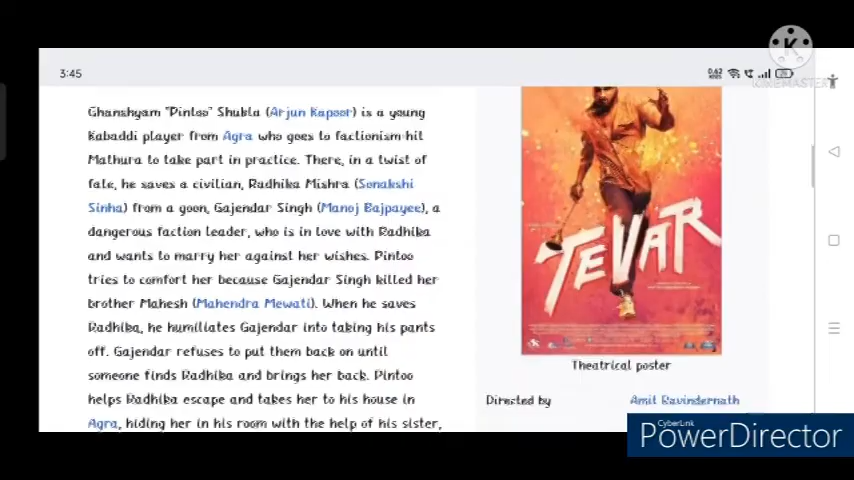 3:45
0.62
KINEMASTER
Ghanshyam "Pintoo" Shukla (Arjun Kapoor) is a young
Kabaddi player from Agra who goes to factionism-hit
Mathura to take part in practice. There, in a twist of
fate, he saves a civilian, Radhika Mishra (Sonakshi
Sinha) from a goon, Gajendar Singh (Manoj Bajpayee), a
dangerous faction leader, who is in love with Radhika
and wants to marry her against her wishes. Pintoo
tries to comfort her because Gajendar Singh killed her
brother Mahesh (Mahendra Mewati). When he saves
Radhika, he humiliates Gajendar into taking his pants
off. Gajendar refuses to put them back on until
someone finds Radhika and brings her back. Pintoo
helps Radhika escape and takes her to his house in
Agra, hiding her in his room with the help of his sister,
TEVAR
Theatrical poster
Directed by Amit Ravindernath
CyberLink
PowerDirector